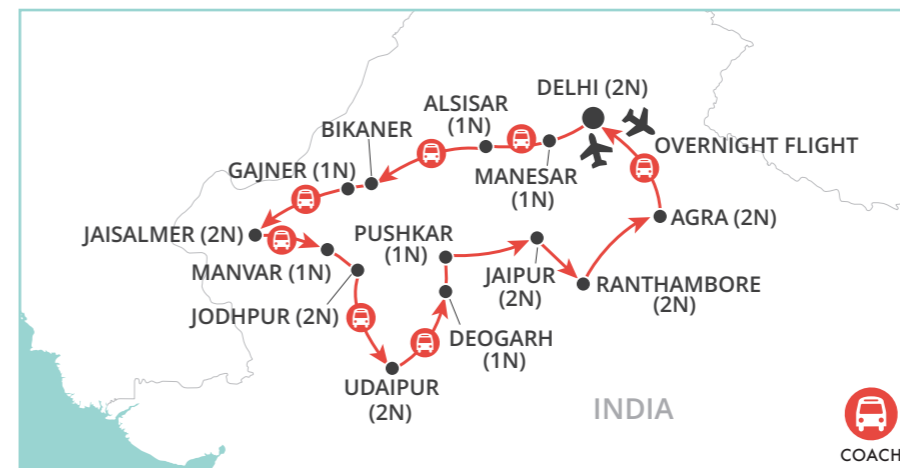 DELHI (2N)
ALSISAR
(1N)
BIKANER
OVERNIGHT FLIGHT
GAJNER (1N)
MANESAR
(1N)
AGRA (2N)
JAISALMER (2N)
PUSHKAR
(1N)
MANVAR (1N)
JAIPUR
(2N)
RANTHAMBORE
(2N)
JODHPUR (2N)
DEOGARH
(1N)
UDAIPUR
(2N)
INDIA
COACH